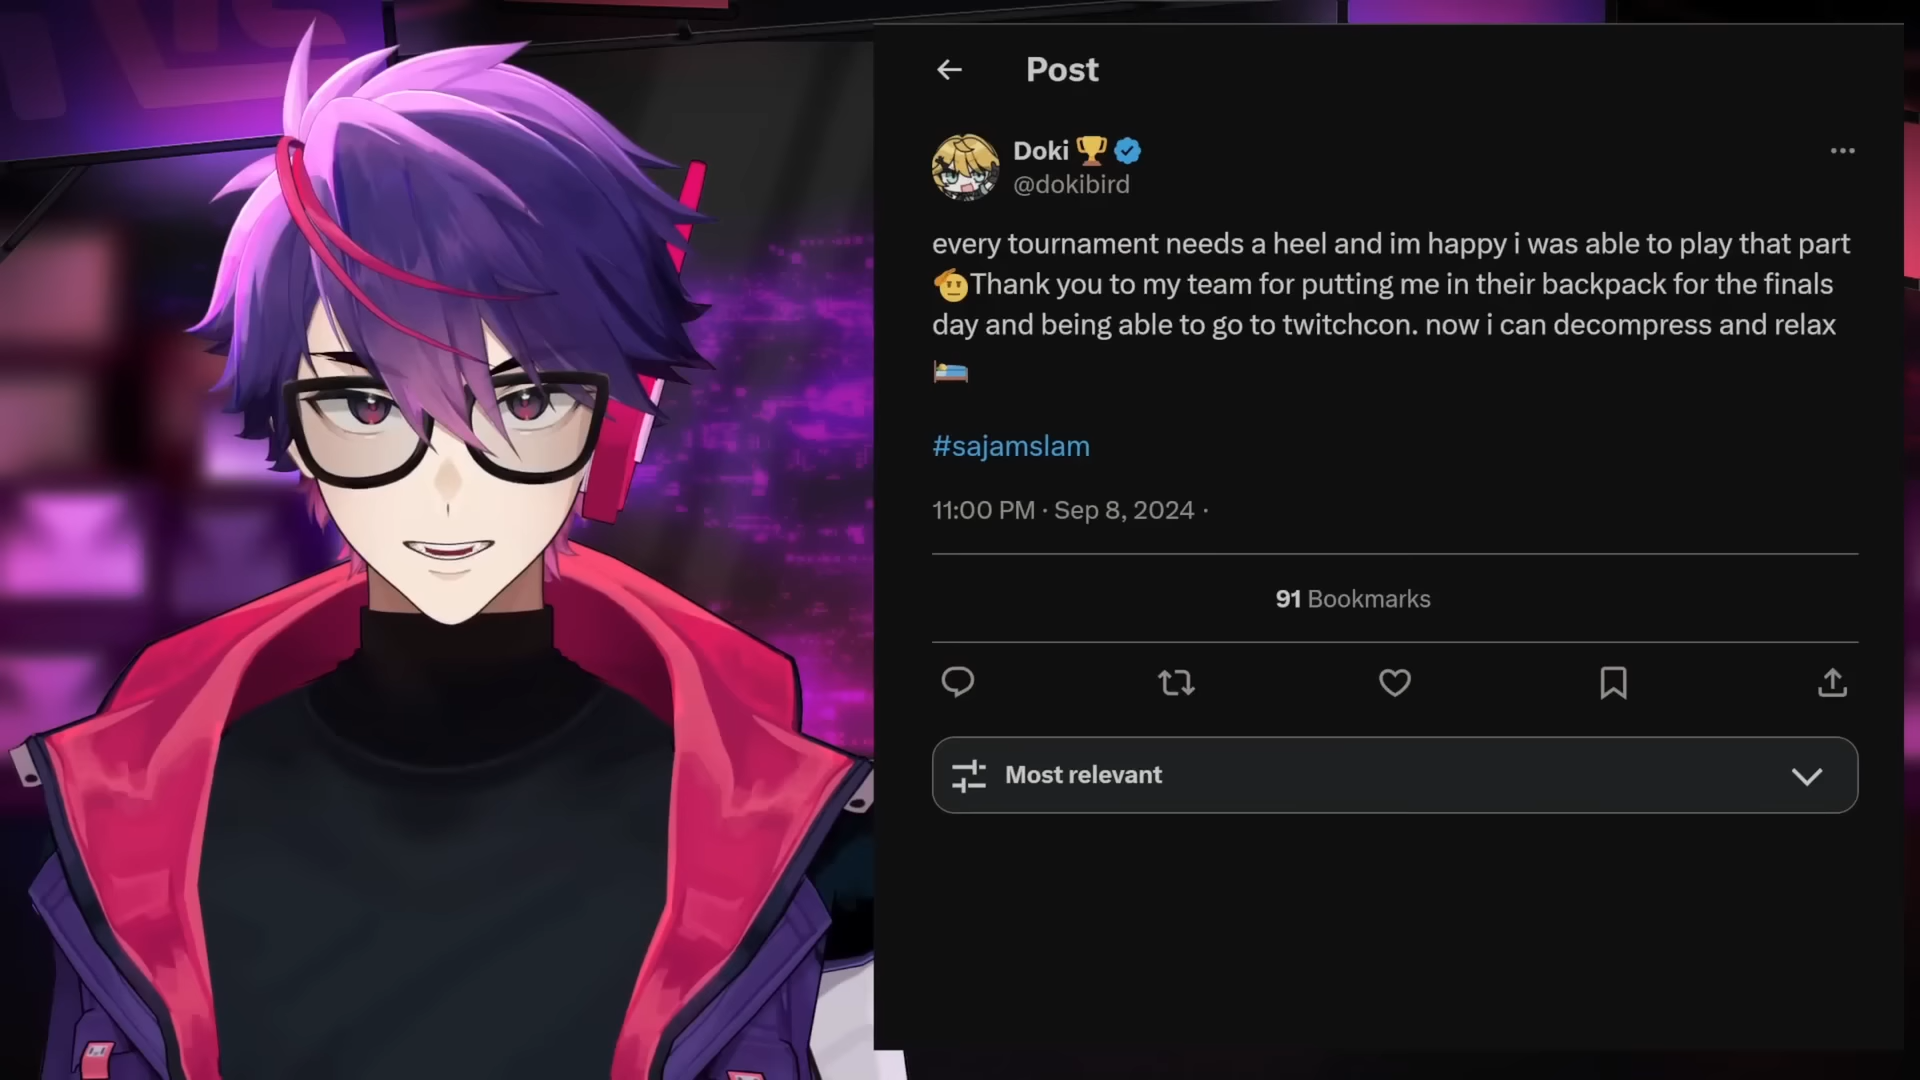 Post
Doki 🏆
@dokibird
every tournament needs a heel and im happy i was able to play that part
🫡Thank you to my team for putting me in their backpack for the finals
day and being able to go to twitchcon. now i can decompress and relax
🛌
#sajamslam
11:00 PM · Sep 8, 2024 ·
91 Bookmarks
Most relevant